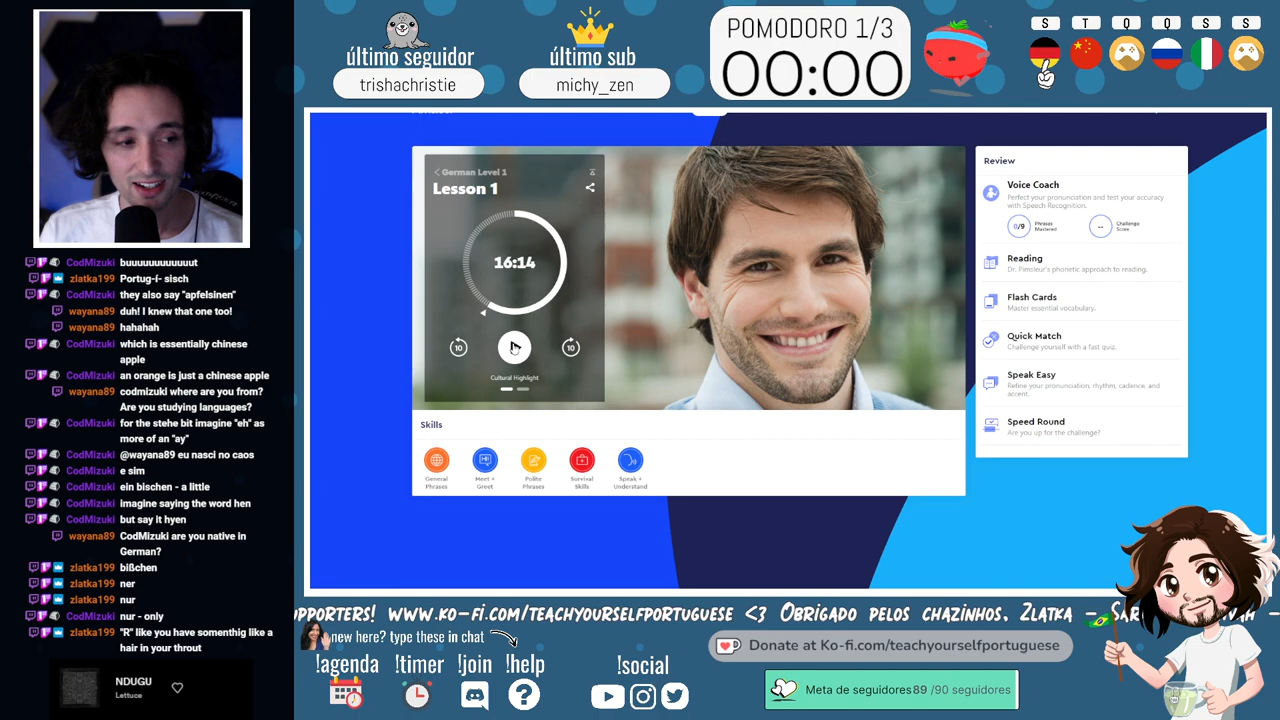 último seguidor
trishachristie
último sub
michy_zen
POMODORO 1/3
00:00
S T Q Q S S
CodMizuki buuuuuuuuuuuut
zlatka199 Portug-í- sisch
CodMizuki they also say "apfelsinen"
wayana89 duh! I knew that one too!
wayana89 hahahah
CodMizuki which is essentially chinese
apple
CodMizuki an orange is just a chinese apple
wayana89 codmizuki where are you from?
Are you studying languages?
CodMizuki for the stehe bit imagine "eh" as
more of an "ay"
CodMizuki @wayana89 eu nasci no caos
CodMizuki e sim
CodMizuki ein bischen - a little
CodMizuki Imagine saying the word hen
CodMizuki but say it hyen
wayana89 CodMizuki are you native in
German?
zlatka199 bißchen
zlatka199 ner
zlatka199 nur
CodMizuki nur - only
zlatka199 "R" like you have somenthig like a
hair in your throut
NDUGU
Lettuce
German Level 1
Lesson 1
16:14
10
10
Cultural Highlight
Skills
General
Phrases
Meet +
Greet
Polite
Phrases
Survival
Skills
Speak +
Understand
Review
Voice Coach
Perfect your pronunciation and test your accuracy
with Speech Recognition.
0/9
Phrases
Mastered
--
Challenge
Score
Reading
Dr. Pimsleur's phonetic approach to reading.
Flash Cards
Master essential vocabulary.
Quick Match
Challenge yourself with a fast quiz.
Speak Easy
Refine your pronunciation, rhythm, cadence, and
accent.
Speed Round
Are you up for the challenge?
UPPORTERS! WWW.KO-FI.COM/TEACHYOURSELFPORTUGUESE <3 OBRIGADO PELOS CHAZINHOS, ZLATKA -
new here? type these in chat
!agenda
!timer
!join
!help
!social
Donate at Ko-fi.com/teachyourselfportuguese
Meta de seguidores 89 /90 seguidores